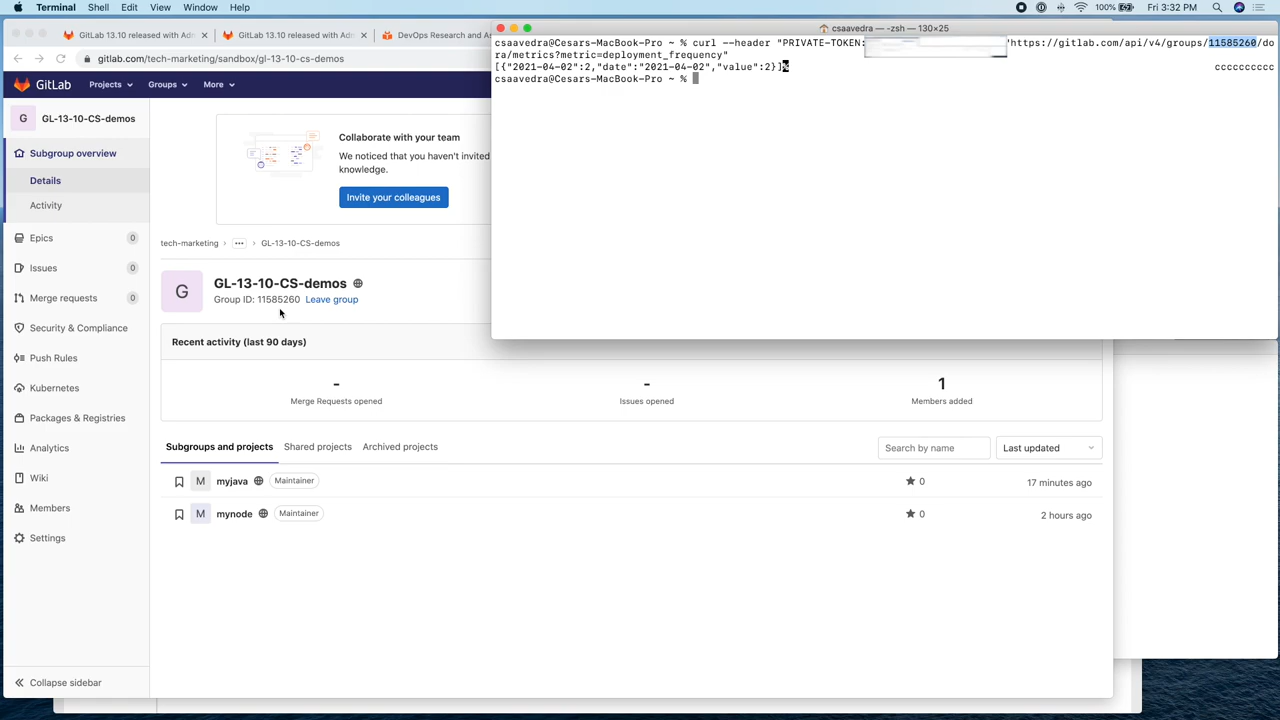 Terminal Shell Edit View Window Help
100% Fri 3:32 PM
GitLab 13.10 released with Ad
GitLab 13.10 released with Adm
DevOps Research and As
gitlab.com/tech-marketing/sandbox/gl-13-10-cs-demos
csaavedra — -zsh — 130×25
csaavedra@Cesars-MacBook-Pro ~ % curl --header "PRIVATE-TOKEN: "https://gitlab.com/api/v4/groups/11585260/do
ra/metrics?metric=deployment_frequency"
[{"2021-04-02":2,"date":"2021-04-02","value":2}]% cccccccccc
csaavedra@Cesars-MacBook-Pro ~ %
GitLab Projects Groups More
G GL-13-10-CS-demos
Subgroup overview
Details
Activity
Epics 0
Issues 0
Merge requests 0
Security & Compliance
Push Rules
Kubernetes
Packages & Registries
Analytics
Wiki
Members
Settings
Collapse sidebar
Collaborate with your team
We noticed that you haven't invited
knowledge.
Invite your colleagues
tech-marketing > ... > GL-13-10-CS-demos
G
GL-13-10-CS-demos
Group ID: 11585260 Leave group
Recent activity (last 90 days)
- - 1
Merge Requests opened Issues opened Members added
Subgroups and projects Shared projects Archived projects Search by name Last updated
M myjava Maintainer 0 17 minutes ago
M mynode Maintainer 0 2 hours ago